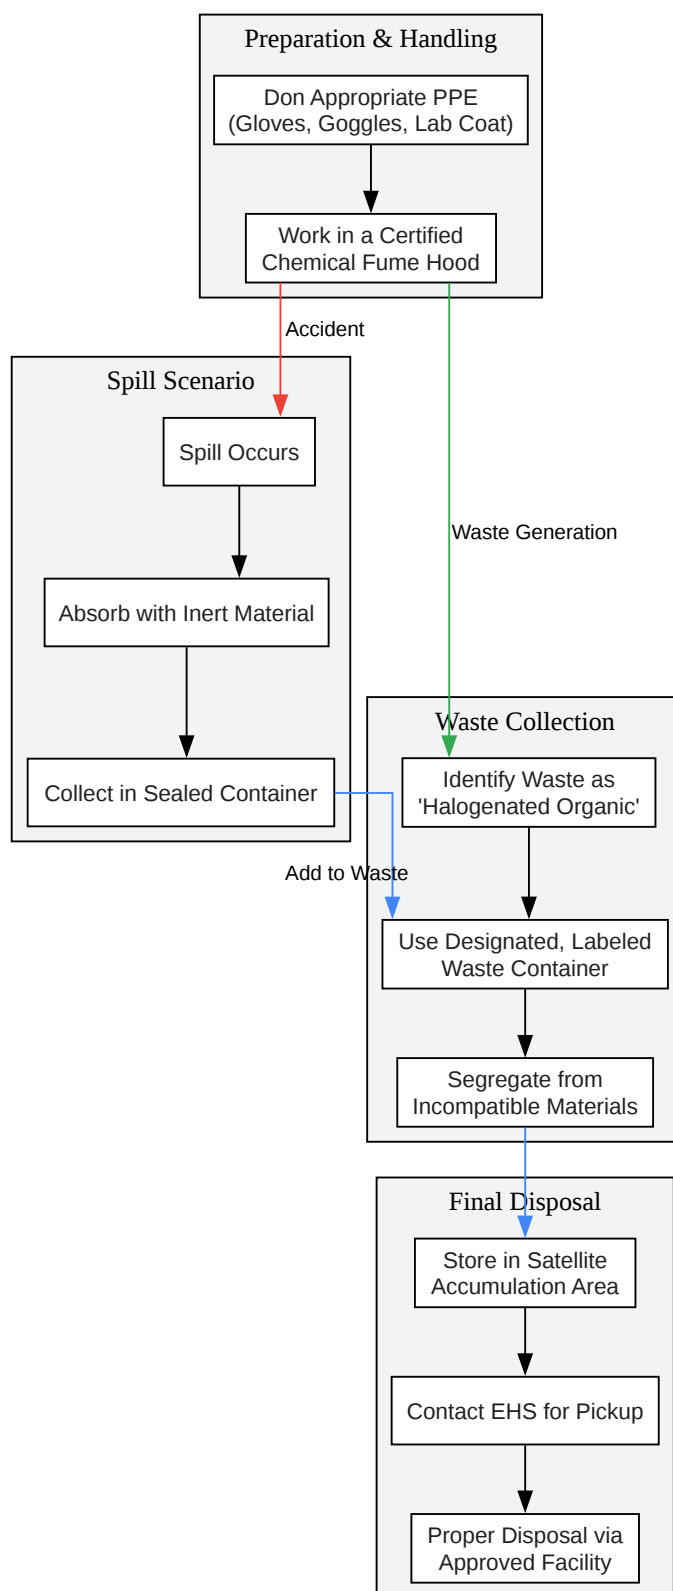 Preparation & Handling
Don Appropriate PPE
(Gloves, Goggles, Lab Coat)
Work in a Certified
Chemical Fume Hood
Accident
Spill Scenario
Spill Occurs
Waste Generation
Absorb with Inert Material
Waste Collection
Collect in Sealed Container
Identify Waste as
'Halogenated Organic'
Add to Waste
Use Designated, Labeled
Waste Container
Segregate from
Incompatible Materials
Final Disposal
Store in Satellite
Accumulation Area
Contact EHS for Pickup
Proper Disposal via
Approved Facility